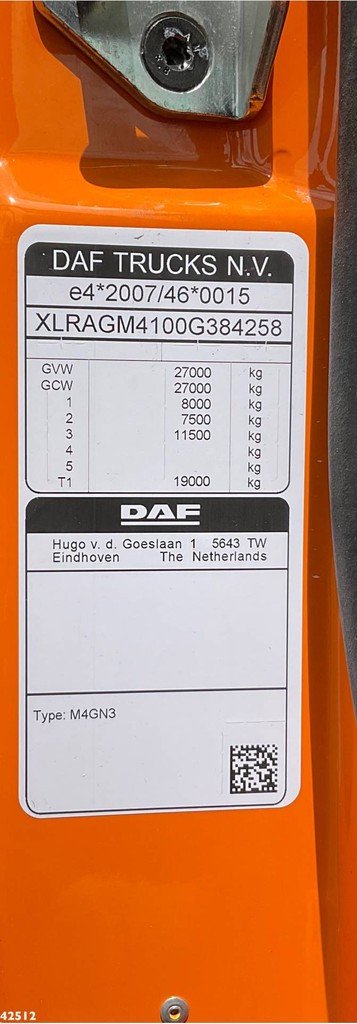 DAF TRUCKS N.V.
e4*2007/46*0015
XLRAGM4100G384258
GVW 27000 kg
GCW 27000 kg
1 8000 kg
2 7500 kg
3 11500 kg
4 kg
5 kg
T1 19000 kg
DAF
Hugo v. d. Goeslaan 1 5643 TW
Eindhoven The Netherlands
Type: M4GN3
42512